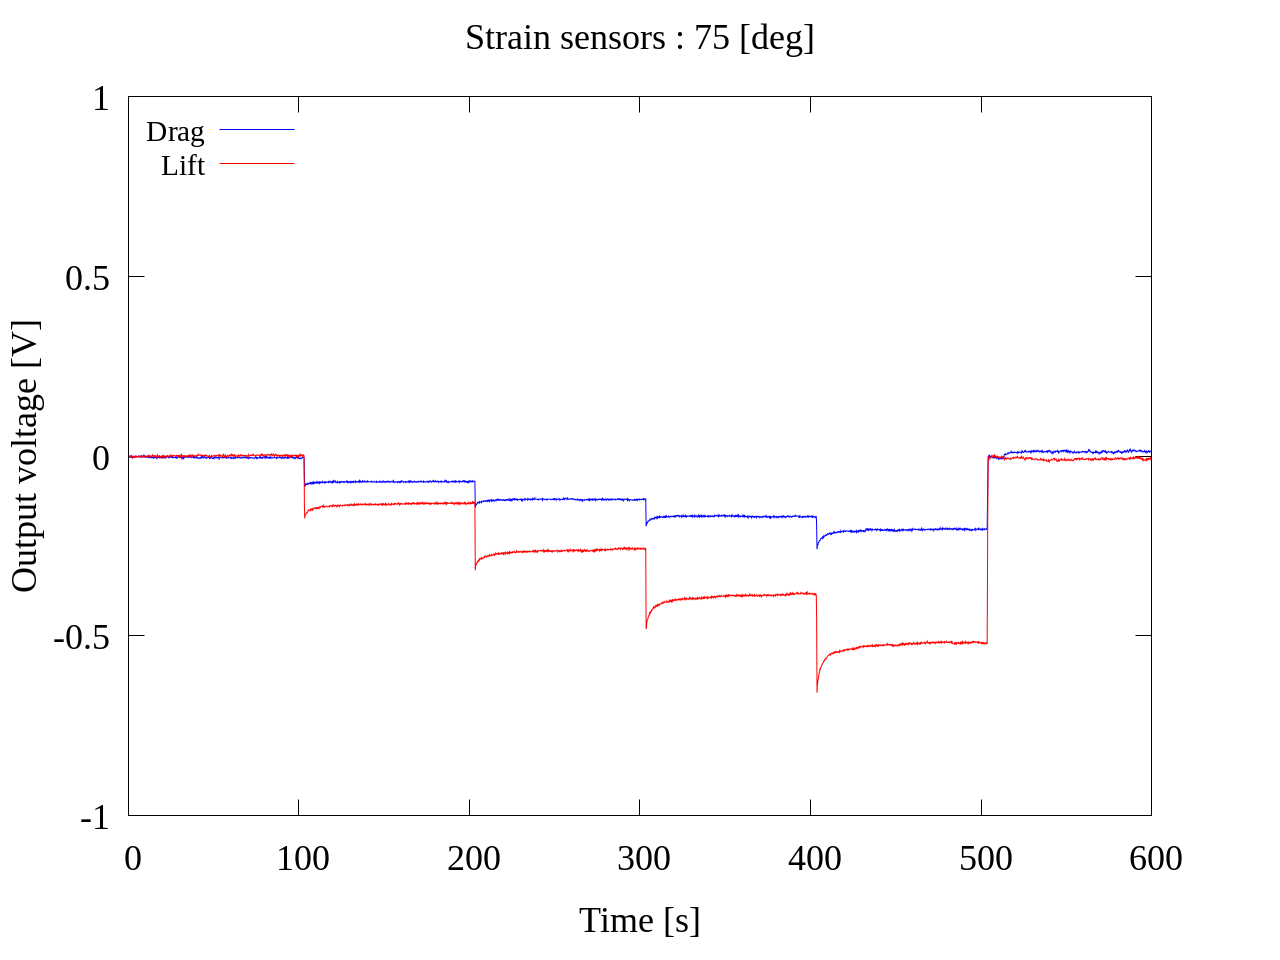 Strain sensors : 75 [deg]
1
Drag
Lift
0.5
0
-0.5
-1
Output voltage [V]
0 100 200 300 400 500 600
Time [s]